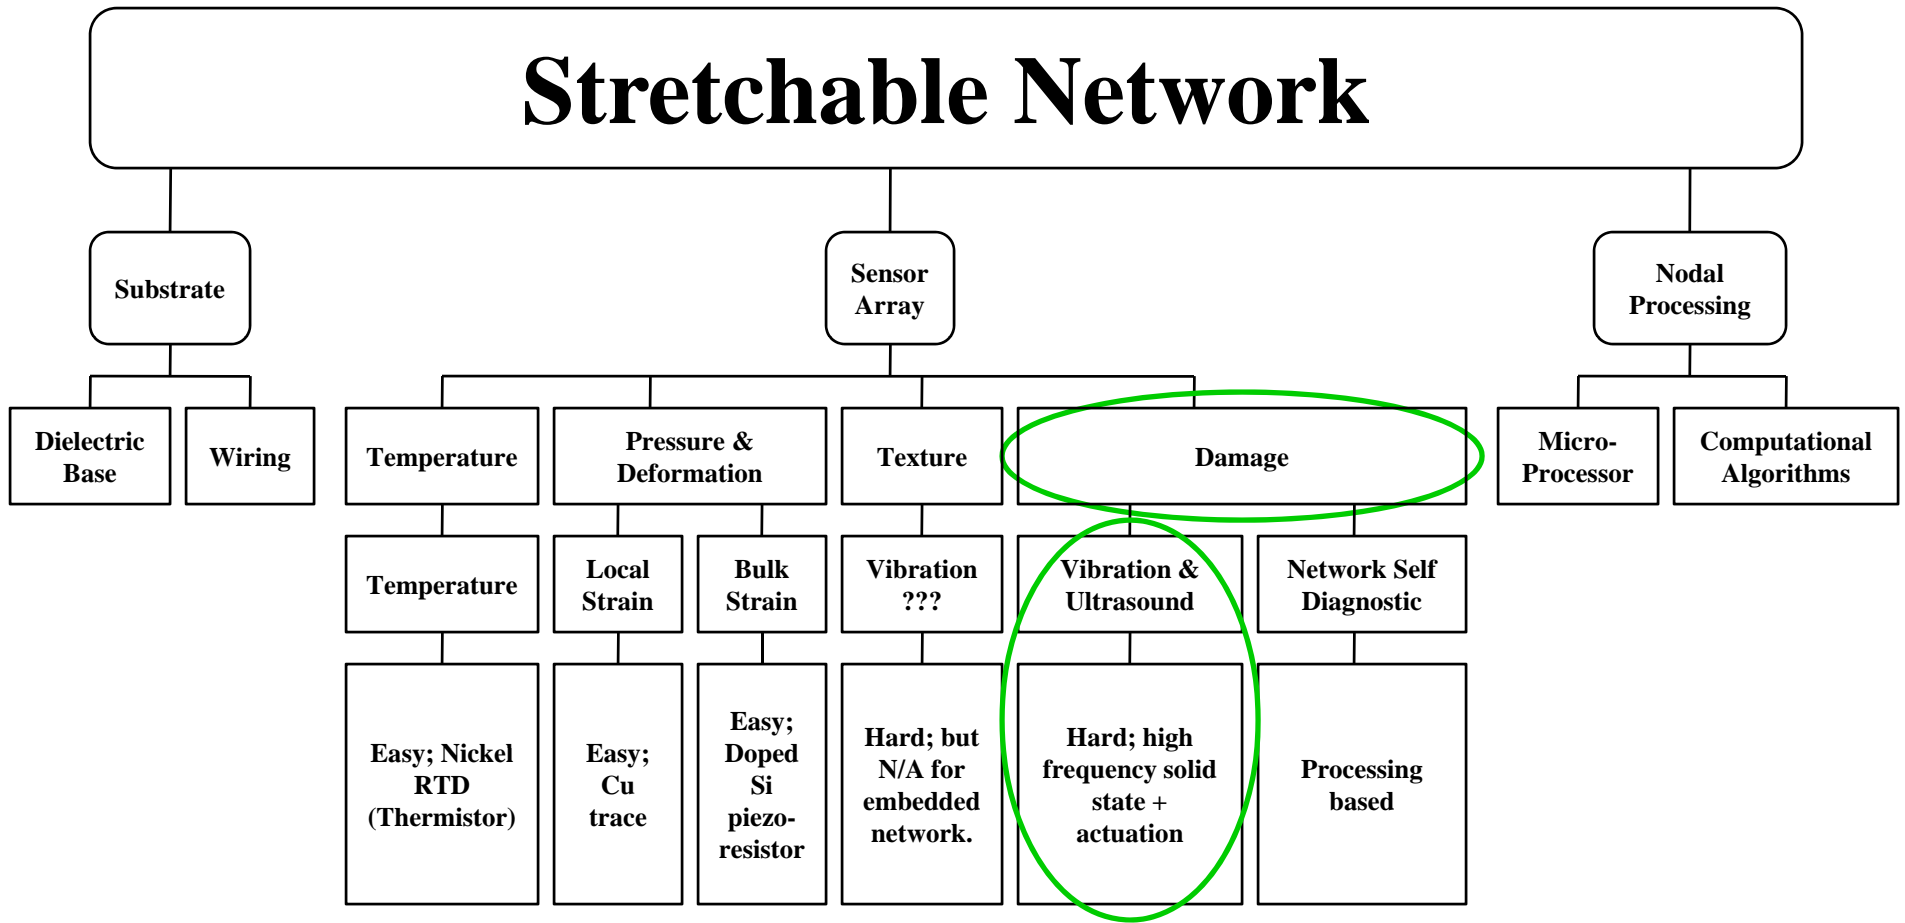 Stretchable Network
Substrate
Sensor
Array
Nodal
Processing
Dielectric
Base
Wiring
Temperature
Pressure &
Deformation
Texture
Damage
Micro-
Processor
Computational
Algorithms
Temperature
Local
Strain
Bulk
Strain
Vibration
???
Vibration &
Ultrasound
Network Self
Diagnostic
Easy; Nickel
RTD
(Thermistor)
Easy;
Cu
trace
Easy;
Doped
Si
piezo-
resistor
Hard; but
N/A for
embedded
network.
Hard; high
frequency solid
state +
actuation
Processing
based